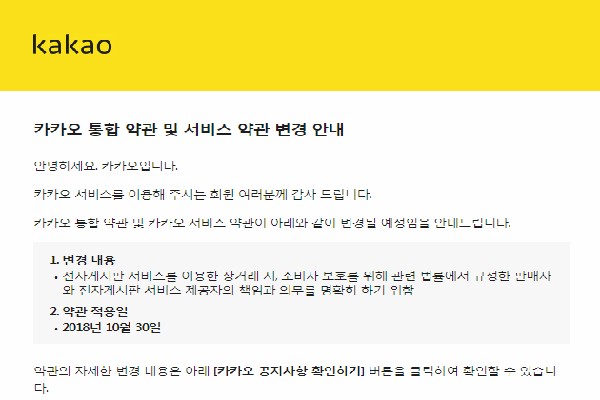 kakao
카카오 통합 약관 및 서비스 약관 변경 안내
안녕하세요. 카카오입니다.
카카오 서비스를 이용해 주시는 회원 여러분께 감사 드립니다.
카카오 통합 약관 및 카카오 서비스 약관이 아래와 같이 변경될 예정임을 안내드립니다.
1. 변경 내용
• 전자게시판 서비스를 이용한 상거래 시, 소비자 보호를 위해 관련 법률에서 규정한 판매자
와 전자게시판 서비스 제공자의 책임과 의무를 명확히 하기 위함
2. 약관 적용일
• 2018년 10월 30일
약관의 자세한 변경 내용은 아래 [카카오 공지사항 확인하기] 버튼을 클릭하여 확인할 수 있습니
다.